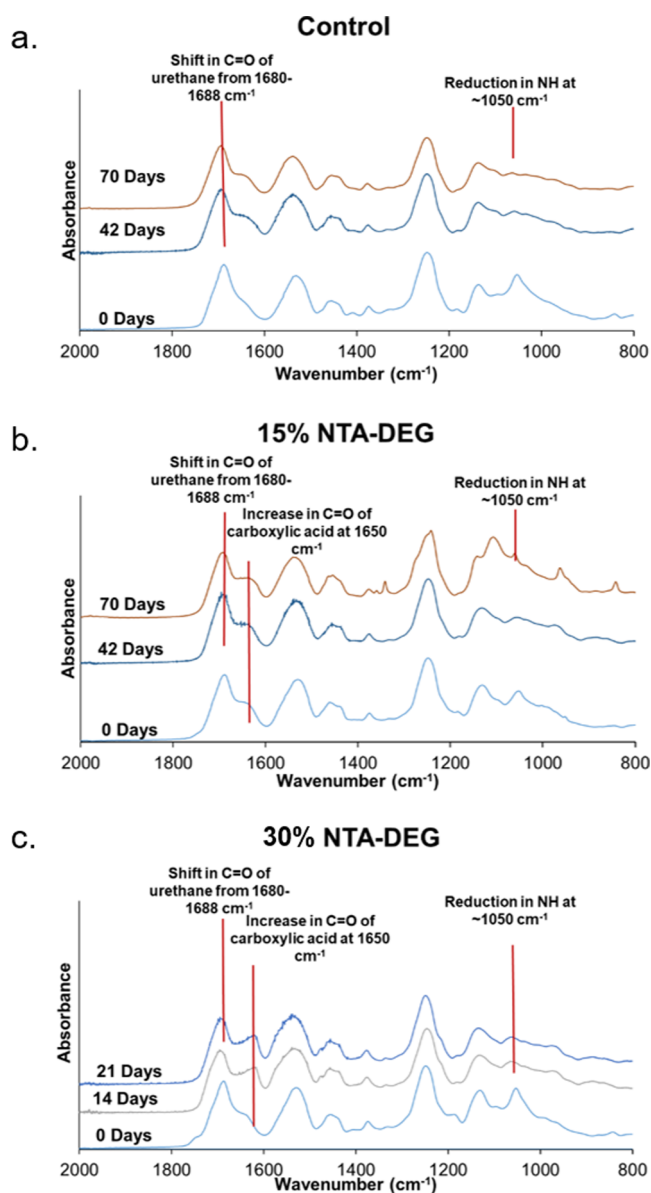 a.
Control
Shift in C=O of
urethane from 1680-
1688 cm⁻¹
Reduction in NH at
~1050 cm⁻¹
Absorbance
70 Days
42 Days
0 Days
2000 1800 1600 1400 1200 1000 800
Wavenumber (cm⁻¹)
b.
15% NTA-DEG
Shift in C=O of
urethane from 1680-
1688 cm⁻¹
Increase in C=O of
carboxylic acid at 1650
cm⁻¹
Reduction in NH at
~1050 cm⁻¹
Absorbance
70 Days
42 Days
0 Days
2000 1800 1600 1400 1200 1000 800
Wavenumber (cm⁻¹)
c.
30% NTA-DEG
Shift in C=O of
urethane from 1680-
1688 cm⁻¹
Increase in C=O of
carboxylic acid at 1650
cm⁻¹
Reduction in NH at
~1050 cm⁻¹
Absorbance
21 Days
14 Days
0 Days
2000 1800 1600 1400 1200 1000 800
Wavenumber (cm⁻¹)